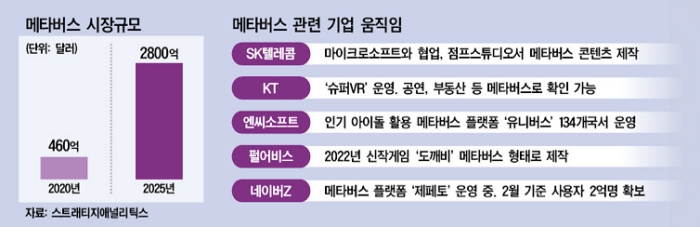 메타버스 시장규모
(단위: 달러)
2800억
460억
2020년
2025년
자료: 스트래티지애널리틱스
메타버스 관련 기업 움직임
SK텔레콤
마이크로소프트와 협업, 점프스튜디오서 메타버스 콘텐츠 제작
KT
‘슈퍼VR’ 운영. 공연, 부동산 등 메타버스로 확인 가능
엔씨소프트
인기 아이돌 활용 메타버스 플랫폼 ‘유니버스’ 134개국서 운영
펄어비스
2022년 신작게임 ‘도깨비’ 메타버스 형태로 제작
네이버Z
메타버스 플랫폼 ‘제페토’ 운영 중. 2월 기준 사용자 2억명 확보